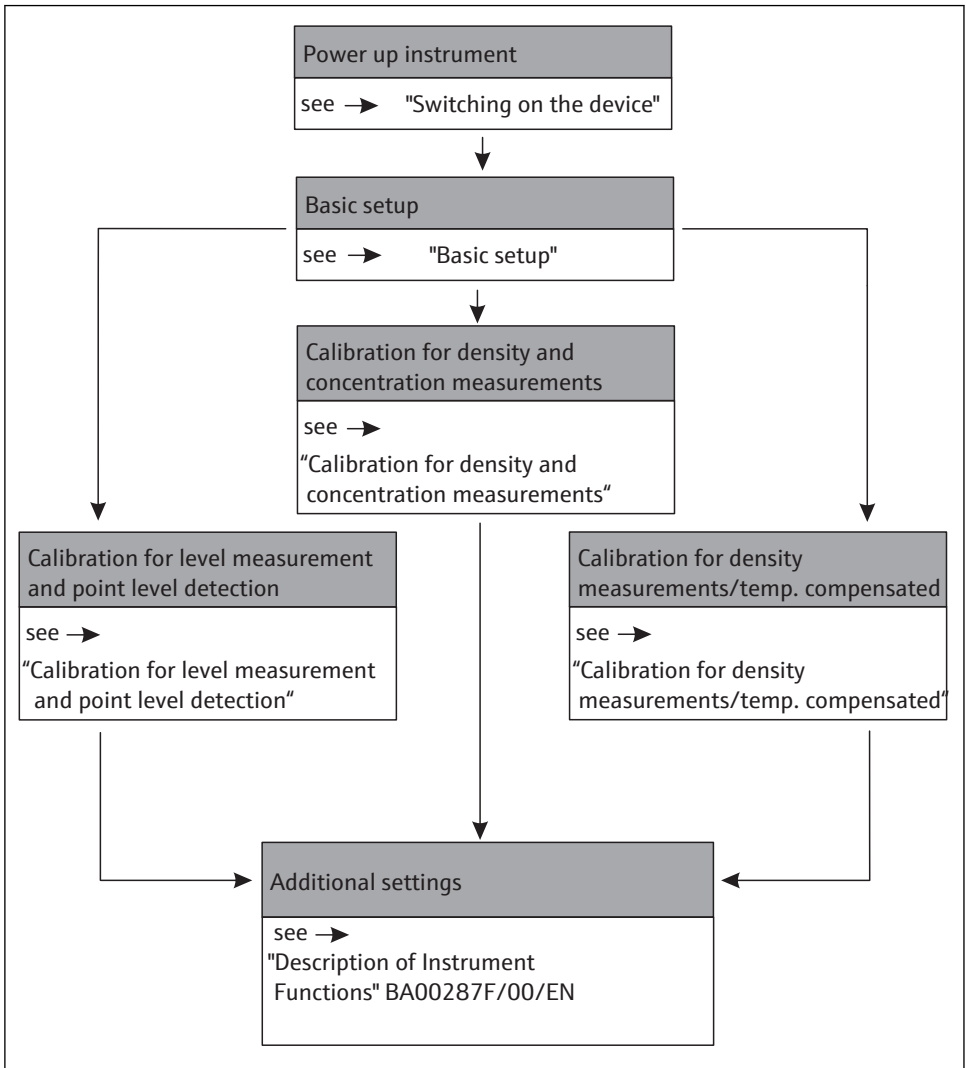 Power up instrument
see → "Switching on the device"
Basic setup
see → "Basic setup"
Calibration for density and
concentration measurements
see →
“Calibration for density and
concentration measurements“
Calibration for level measurement
and point level detection
see →
“Calibration for level measurement
and point level detection“
Calibration for density
measurements/temp. compensated
see →
“Calibration for density
measurements/temp. compensated“
Additional settings
see →
"Description of Instrument
Functions" BA00287F/00/EN